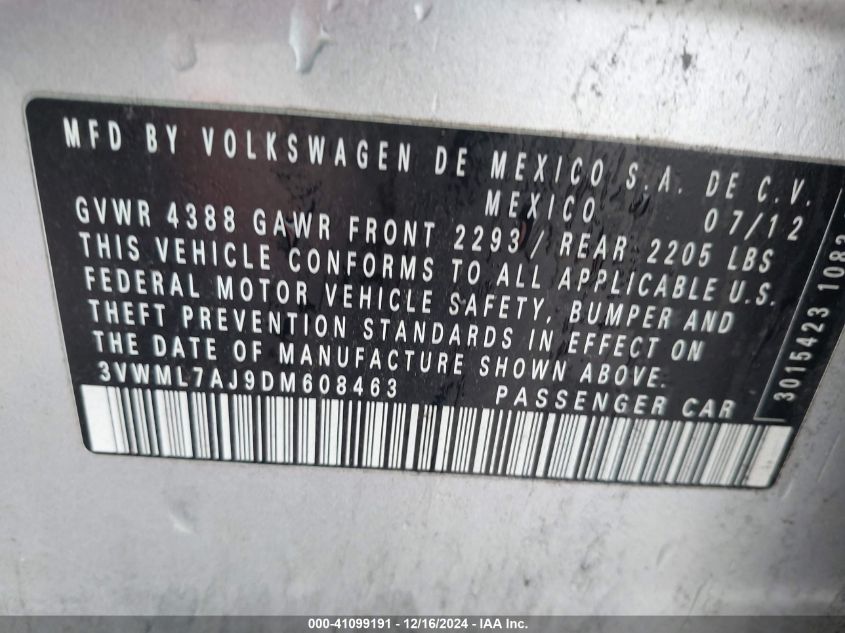 MFD BY VOLKSWAGEN DE MEXICO S.A. DE C.V.
MEXICO 07/12
GVWR 4388 GAWR FRONT 2293/ REAR 2205 LBS
THIS VEHICLE CONFORMS TO ALL APPLICABLE U.S.
FEDERAL MOTOR VEHICLE SAFETY, BUMPER AND
THEFT PREVENTION STANDARDS IN EFFECT ON
THE DATE OF MANUFACTURE SHOWN ABOVE.
3VWML7AJ9DM608463 PASSENGER CAR
3015423 1083
000-41099191 - 12/16/2024 - IAA Inc.